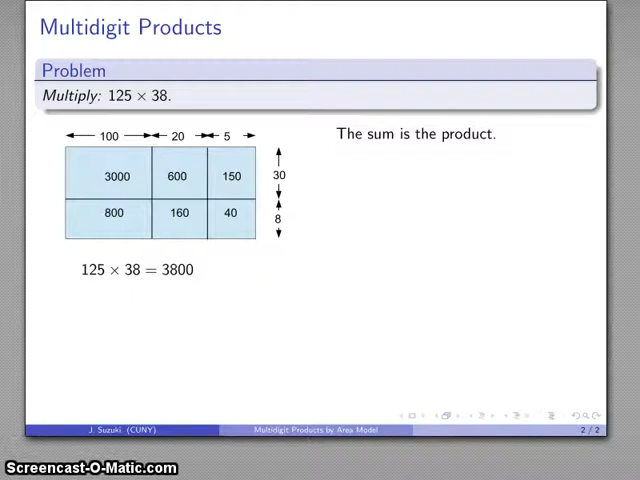 Multidigit Products
Problem
Multiply: 125 × 38.
The sum is the product.
100 20 5
3000 600 150 30
800 160 40 8
125 × 38 = 3800
J. Suzuki (CUNY) Multidigit Products by Area Model 2 / 2
Screencast-O-Matic.com